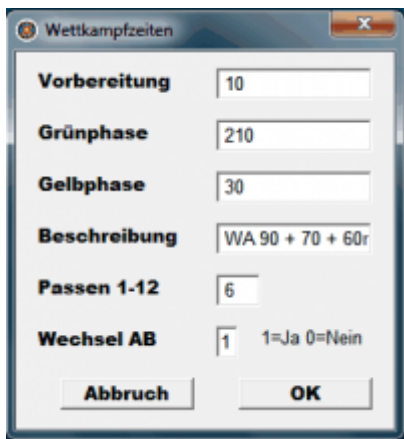 Wettkampfzeiten
Vorbereitung 10
Grünphase 210
Gelbphase 30
Beschreibung WA 90 + 70 + 60r
Passen 1-12 6
Wechsel AB 1 1=Ja 0=Nein
Abbruch OK